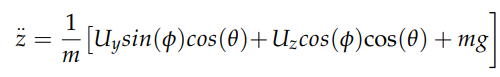 z̈ = 1/m [U_y sin(ϕ)cos(θ)+ U_z cos(ϕ)cos(θ) + mg]